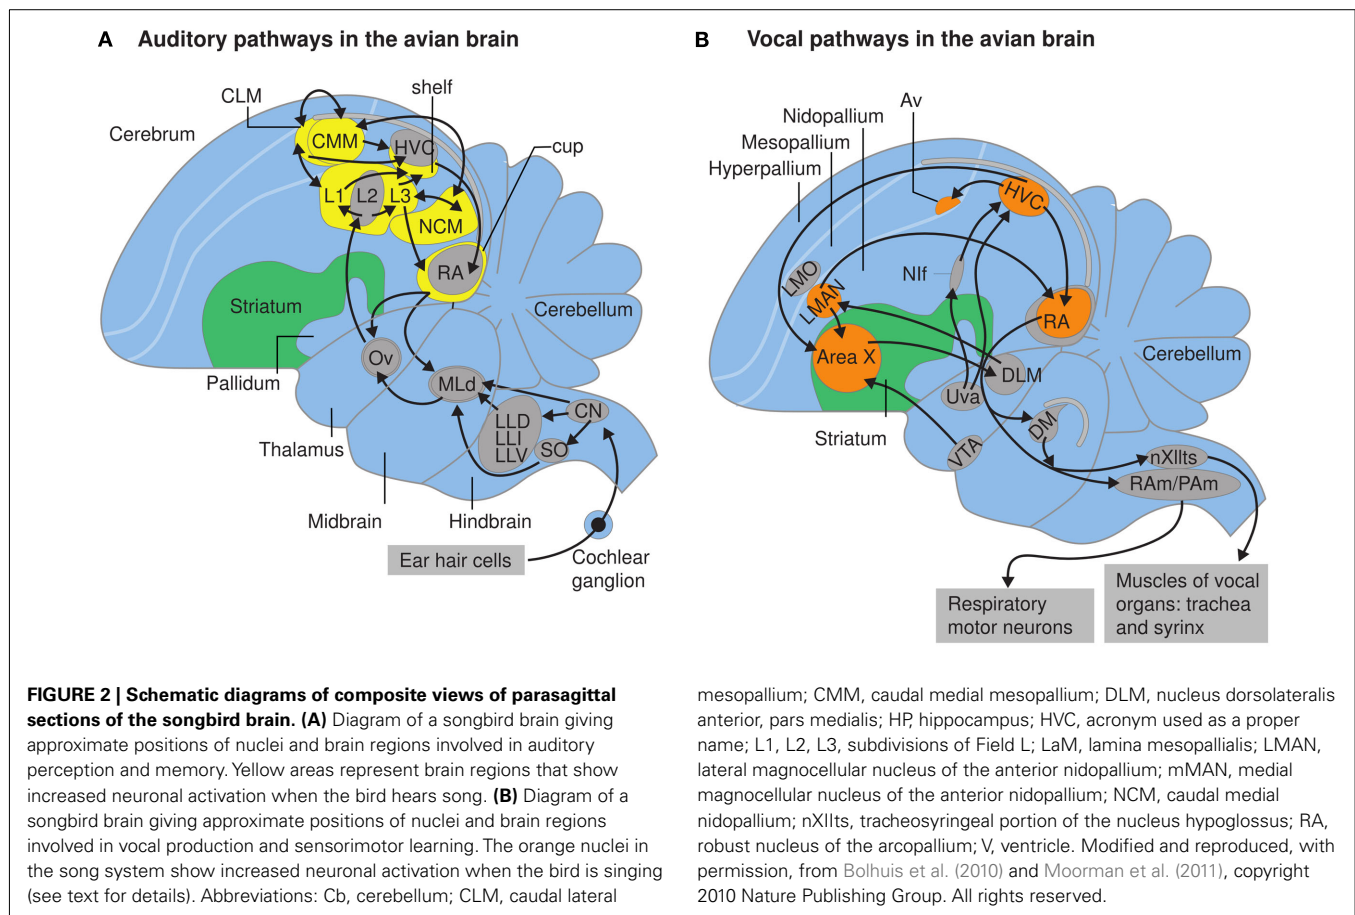 A Auditory pathways in the avian brain
CLM
shelf
Cerebrum
CMM
HVC
cup
L1
L2
L3
NCM
RA
Striatum
Cerebellum
Ov
Pallidum
MLd
CN
LLD
LLI
LLV
SO
Thalamus
Midbrain
Hindbrain
Ear hair cells
Cochlear
ganglion
B Vocal pathways in the avian brain
Av
Nidopallium
Mesopallium
Hyperpallium
HVC
LMO
NIf
LMAN
RA
Area X
Cerebellum
DLM
Uva
Striatum
DM
VTA
nXIIts
RAm/PAm
Respiratory
motor neurons
Muscles of vocal
organs: trachea
and syrinx
FIGURE 2 | Schematic diagrams of composite views of parasagittal
sections of the songbird brain. (A) Diagram of a songbird brain giving
approximate positions of nuclei and brain regions involved in auditory
perception and memory. Yellow areas represent brain regions that show
increased neuronal activation when the bird hears song. (B) Diagram of a
songbird brain giving approximate positions of nuclei and brain regions
involved in vocal production and sensorimotor learning. The orange nuclei in
the song system show increased neuronal activation when the bird is singing
(see text for details). Abbreviations: Cb, cerebellum; CLM, caudal lateral
mesopallium; CMM, caudal medial mesopallium; DLM, nucleus dorsolateralis
anterior, pars medialis; HP, hippocampus; HVC, acronym used as a proper
name; L1, L2, L3, subdivisions of Field L; LaM, lamina mesopallialis; LMAN,
lateral magnocellular nucleus of the anterior nidopallium; mMAN, medial
magnocellular nucleus of the anterior nidopallium; NCM, caudal medial
nidopallium; nXIIts, tracheosyringeal portion of the nucleus hypoglossus; RA,
robust nucleus of the arcopallium; V, ventricle. Modified and reproduced, with
permission, from Bolhuis et al. (2010) and Moorman et al. (2011), copyright
2010 Nature Publishing Group. All rights reserved.